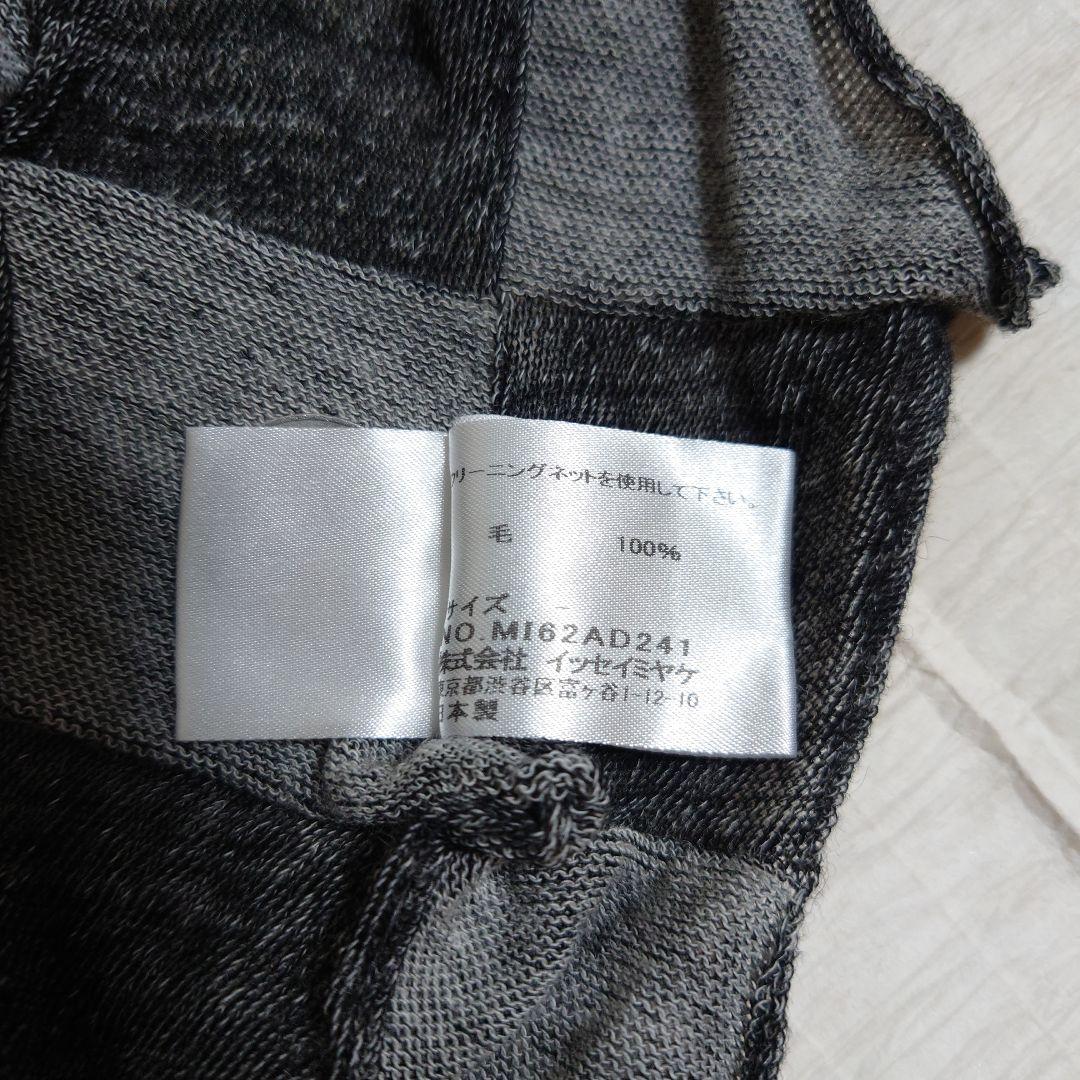 クリーニングネットを使用して下さい。
毛 100%
サイズ -
NO.MI62AD241
株式会社 イッセイミヤケ
東京都渋谷区富ヶ谷1-12-10
日本製